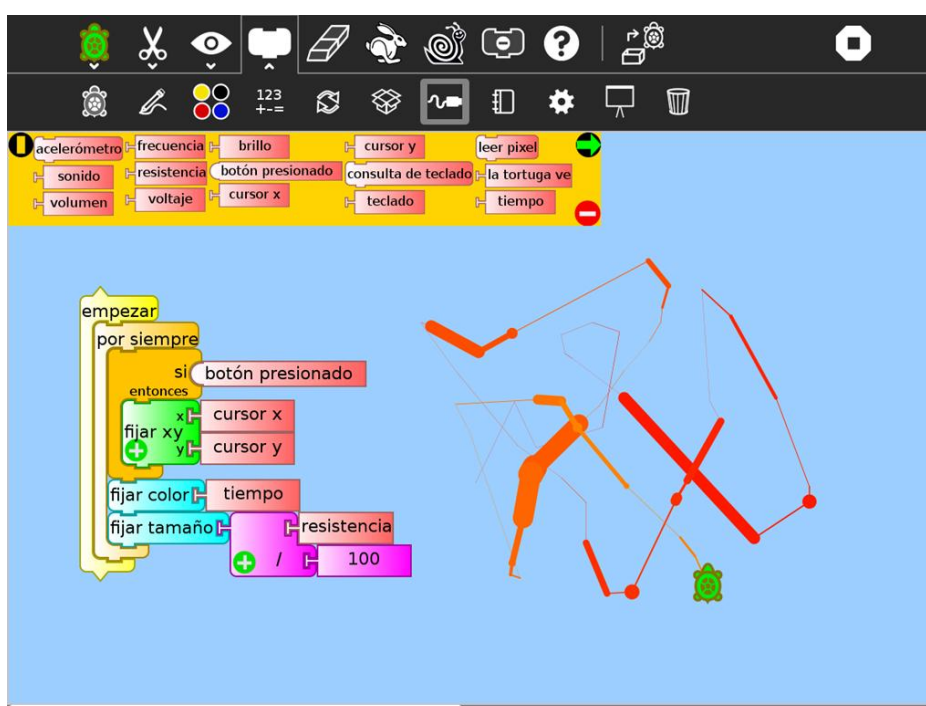 ?
123
+-=
acelerómetro frecuencia brillo cursor y leer pixel
sonido resistencia botón presionado consulta de teclado la tortuga ve
volumen voltaje cursor x teclado tiempo
empezar
por siempre
si botón presionado
entonces
x cursor x
fijar xy
y cursor y
fijar color tiempo
fijar tamaño resistencia
/ 100